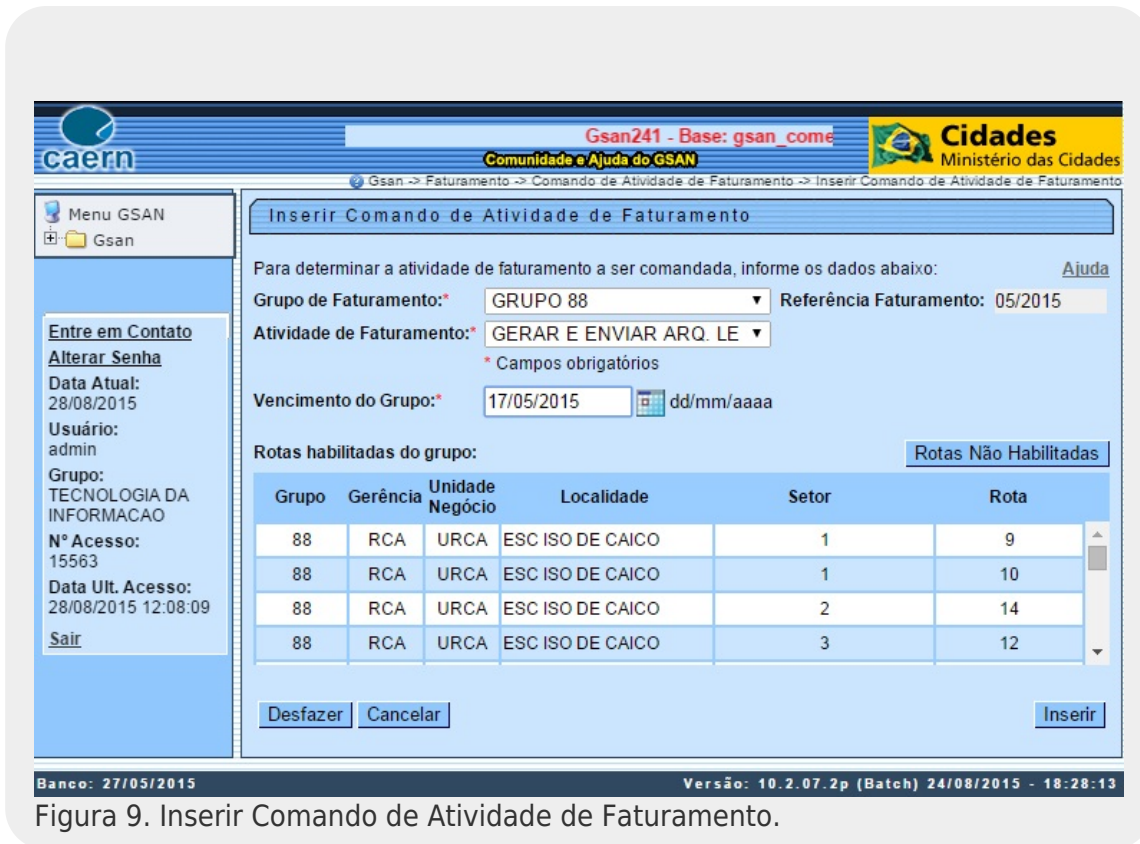 caern
Gsan241 - Base: gsan_come
Comunidade e Ajuda do GSAN
Cidades
Ministério das Cidades
Gsan -> Faturamento -> Comando de Atividade de Faturamento -> Inserir Comando de Atividade de Faturamento
Menu GSAN
Gsan
Entre em Contato
Alterar Senha
Data Atual:
28/08/2015
Usuário:
admin
Grupo:
TECNOLOGIA DA
INFORMACAO
Nº Acesso:
15563
Data Ult. Acesso:
28/08/2015 12:08:09
Sair
Inserir Comando de Atividade de Faturamento
Para determinar a atividade de faturamento a ser comandada, informe os dados abaixo: Ajuda
Grupo de Faturamento:* GRUPO 88 Referência Faturamento: 05/2015
Atividade de Faturamento:* GERAR E ENVIAR ARQ. LE
* Campos obrigatórios
Vencimento do Grupo:* 17/05/2015 dd/mm/aaaa
Rotas habilitadas do grupo: Rotas Não Habilitadas
Grupo Gerência Unidade Negócio Localidade Setor Rota
88 RCA URCA ESC ISO DE CAICO 1 9
88 RCA URCA ESC ISO DE CAICO 1 10
88 RCA URCA ESC ISO DE CAICO 2 14
88 RCA URCA ESC ISO DE CAICO 3 12
Desfazer Cancelar Inserir
Banco: 27/05/2015 Versão: 10.2.07.2p (Batch) 24/08/2015 - 18:28:13
Figura 9. Inserir Comando de Atividade de Faturamento.